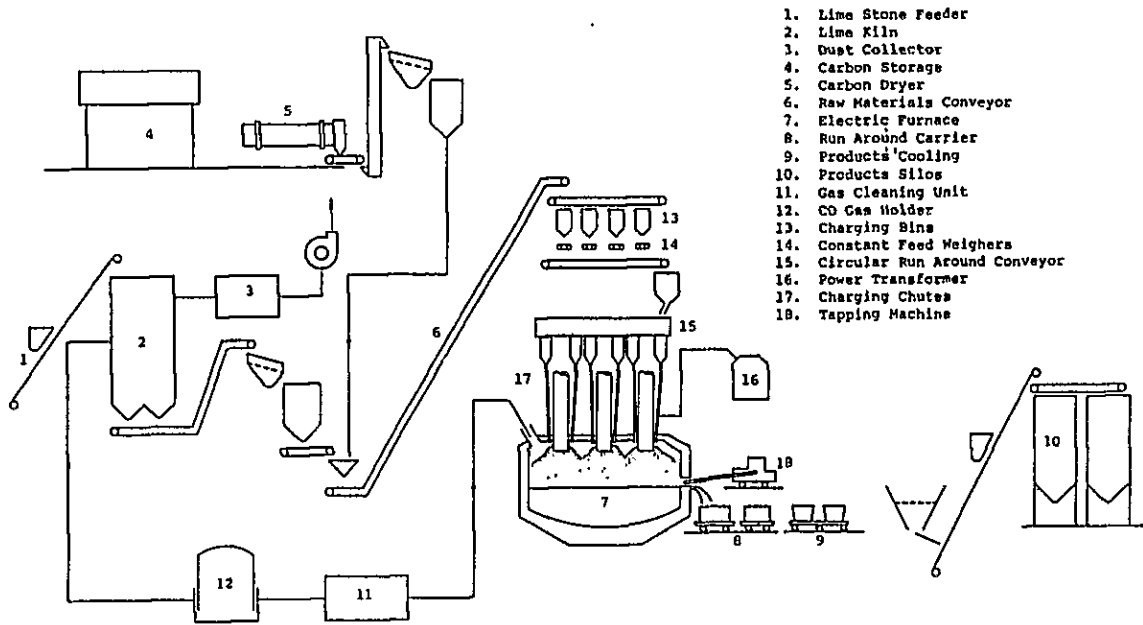 1. Lime Stone Feeder
2. Lime Kiln
3. Dust Collector
4. Carbon Storage
5. Carbon Dryer
6. Raw Materials Conveyor
7. Electric Furnace
8. Run Around Carrier
9. Products Cooling
10. Products Silos
11. Gas Cleaning Unit
12. CO Gas Holder
13. Charging Bins
14. Constant Feed Weighers
15. Circular Run Around Conveyor
16. Power Transformer
17. Charging Chutes
18. Tapping Machine
5
4
13
14
3
6
15
1
2
17
16
10
18
7
8
9
12
11